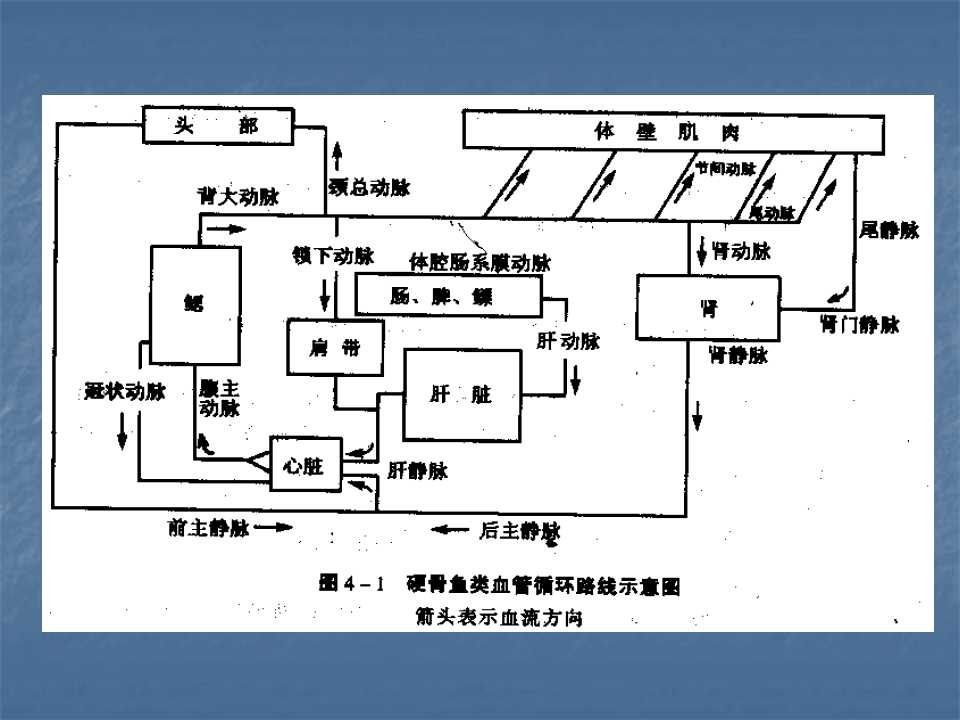 头 部
体 壁 肌 肉
颈总动脉
节间动脉
背大动脉
尾动脉
尾静脉
锁下动脉
体腔肠系膜动脉
肾动脉
鳃
肠、脾、鳔
肾
肾门静脉
肩 带
肝动脉
肾静脉
冠状动脉
腹主
动脉
肝 脏
心脏
肝静脉
前主静脉
后主静脉
图4-1 硬骨鱼类血管循环路线示意图
箭头表示血流方向